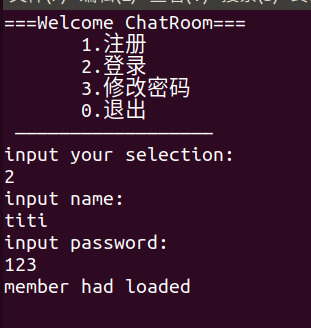 ===Welcome ChatRoom===
1.注册
2.登录
3.修改密码
0.退出
——————————————————
input your selection:
2
input name:
titi
input password:
123
member had loaded